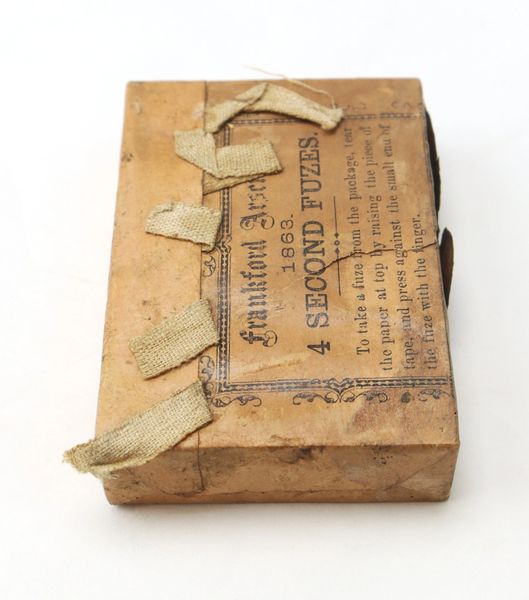 Frankford Arsenal
1863.
4 SECOND FUZES.
To take a fuze from the package, tear
the paper at top by raising the piece of
tape, and press against the small end of
the fuze with the finger.